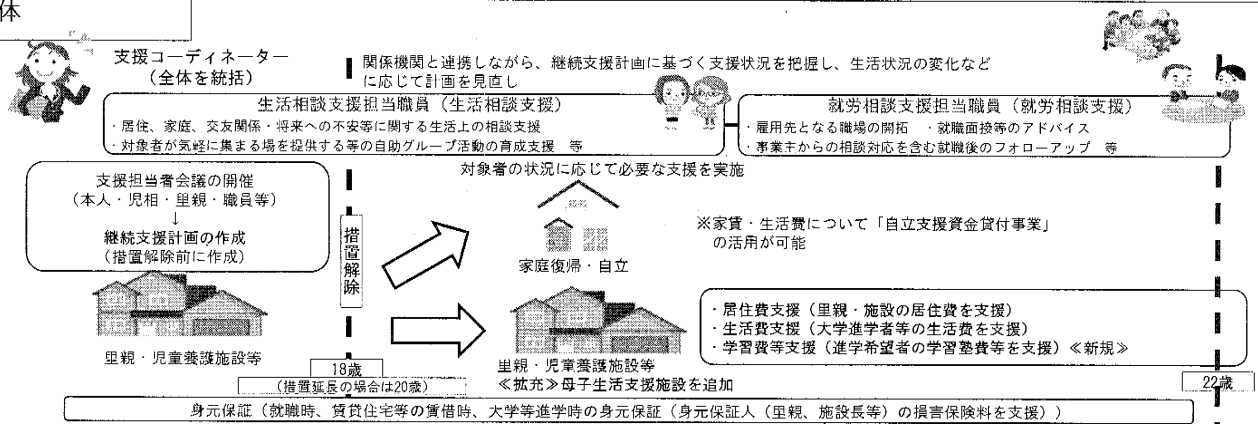 体
支援コーディネーター
（全体を統括）
関係機関と連携しながら、継続支援計画に基づく支援状況を把握し、生活状況の変化など
に応じて計画を見直し
生活相談支援担当職員（生活相談支援）
・居住、家庭、交友関係・将来への不安等に関する生活上の相談支援
・対象者が気軽に集まる場を提供する等の自助グループ活動の育成支援　等
就労相談支援担当職員（就労相談支援）
・雇用先となる職場の開拓　・就職面接等のアドバイス
・事業主からの相談対応を含む就職後のフォローアップ　等
対象者の状況に応じて必要な支援を実施
支援担当者会議の開催
（本人・児相・里親・職員等）
↓
継続支援計画の作成
（措置解除前に作成）
措置解除
※家賃・生活費について「自立支援資金貸付事業」
の活用が可能
家庭復帰・自立
・居住費支援（里親・施設の居住費を支援）
・生活費支援（大学進学者等の生活費を支援）
・学習費等支援（進学希望者の学習塾費等を支援）≪新規≫
里親・児童養護施設等
18歳
（措置延長の場合は20歳）
里親・児童養護施設等
≪拡充≫母子生活支援施設を追加
22歳
身元保証（就職時、賃貸住宅等の賃借時、大学等進学時の身元保証（身元保証人（里親、施設長等）の損害保険料を支援））